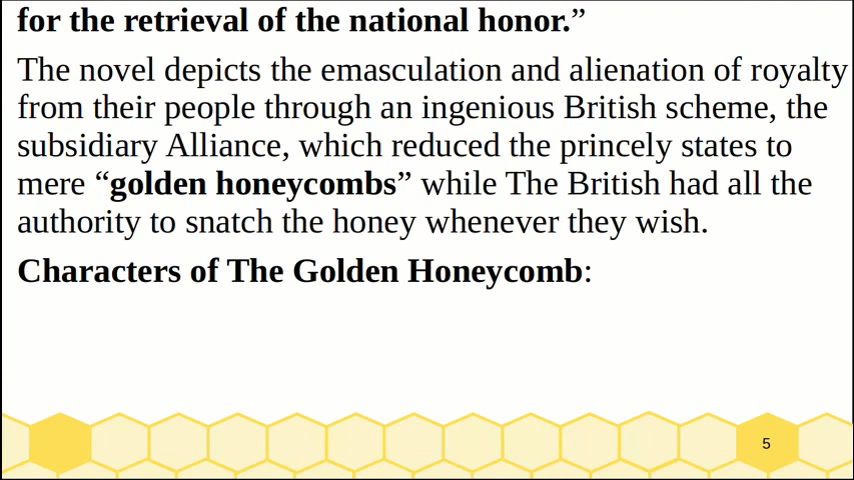 for the retrieval of the national honor.”
The novel depicts the emasculation and alienation of royalty
from their people through an ingenious British scheme, the
subsidiary Alliance, which reduced the princely states to
mere “golden honeycombs” while The British had all the
authority to snatch the honey whenever they wish.
Characters of The Golden Honeycomb:
5